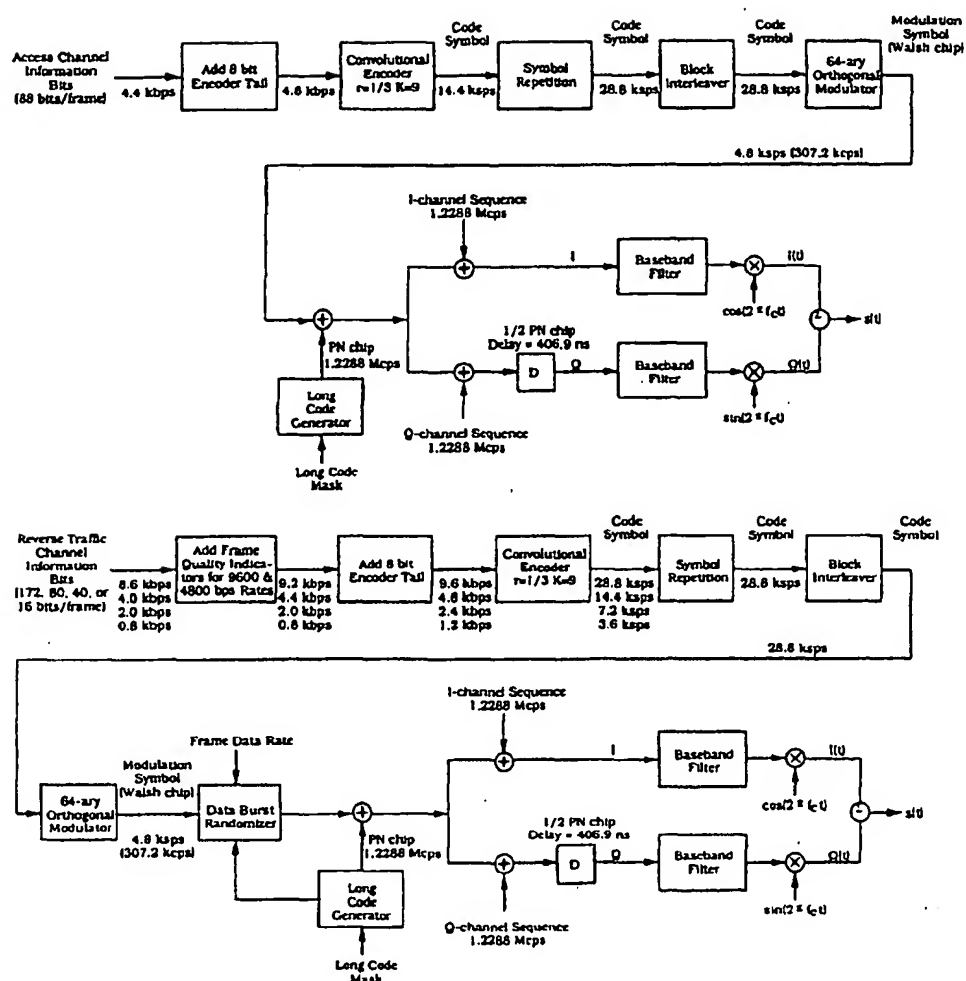 Access Channel
Information
Bits
(88 bits/frame)
4.4 kbps
Add 8 bit
Encoder Tail
4.8 kbps
Convolutional
Encoder
r=1/3 K=9
Code
Symbol
14.4 ksps
Symbol
Repetition
Code
Symbol
28.8 ksps
Block
Interleaver
Code
Symbol
28.8 ksps
64-ary
Orthogonal
Modulator
Modulation
Symbol
(Walsh chip)
4.8 ksps (307.2 kcps)
I-channel Sequence
1.2288 Mcps
I
Baseband
Filter
I(t)
cos(2 π fct)
s(t)
PN chip
1.2288 Mcps
1/2 PN chip
Delay = 406.9 ns
D
Q
Baseband
Filter
Q(t)
sin(2 π fct)
Long
Code
Generator
Q-channel Sequence
1.2288 Mcps
Long Code
Mask
Reverse Traffic
Channel
Information
Bits
(172, 80, 40, or
16 bits/frame)
8.6 kbps
4.0 kbps
2.0 kbps
0.8 kbps
Add Frame
Quality Indica-
tors for 9600 &
4800 bps Rates
9.2 kbps
4.4 kbps
2.0 kbps
0.8 kbps
Add 8 bit
Encoder Tail
9.6 kbps
4.8 kbps
2.4 kbps
1.2 kbps
Convolutional
Encoder
r=1/3 K=9
Code
Symbol
28.8 ksps
14.4 ksps
7.2 ksps
3.6 ksps
Symbol
Repetition
Code
Symbol
28.8 ksps
Block
Interleaver
Code
Symbol
28.8 ksps
I-channel Sequence
1.2288 Mcps
Frame Data Rate
64-ary
Orthogonal
Modulator
Modulation
Symbol
(Walsh chip)
4.8 ksps
(307.2 kcps)
Data Burst
Randomizer
PN chip
1.2288 Mcps
I
Baseband
Filter
I(t)
cos(2 π fct)
s(t)
1/2 PN chip
Delay = 406.9 ns
D
Q
Baseband
Filter
Q(t)
sin(2 π fct)
Long
Code
Generator
Q-channel Sequence
1.2288 Mcps
Long Code
Mask